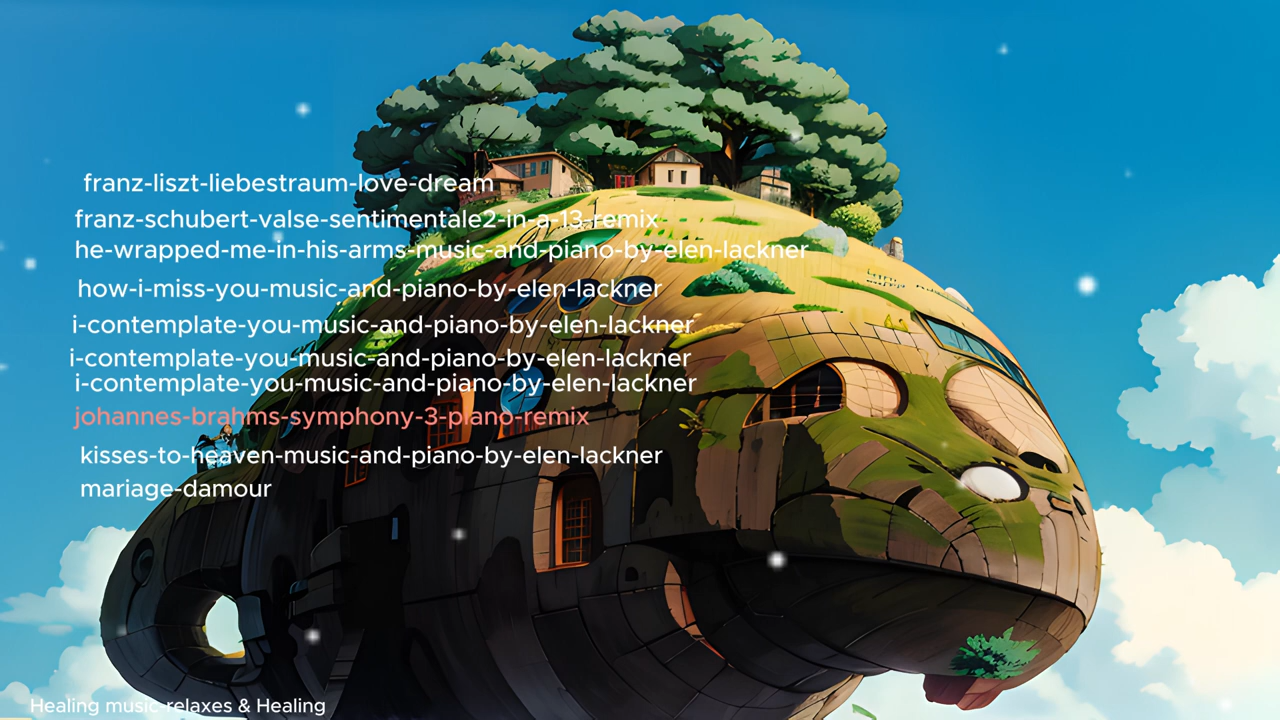 franz-liszt-liebestraum-love-dream
franz-schubert-valse-sentimentale2-in-a-13-remix
he-wrapped-me-in-his-arms-music-and-piano-by-elen-lackner
how-i-miss-you-music-and-piano-by-elen-lackner
i-contemplate-you-music-and-piano-by-elen-lackner
i-contemplate-you-music-and-piano-by-elen-lackner
i-contemplate-you-music-and-piano-by-elen-lackner
johannes-brahms-symphony-3-piano-remix
kisses-to-heaven-music-and-piano-by-elen-lackner
mariage-damour
Healing music-relaxes & Healing